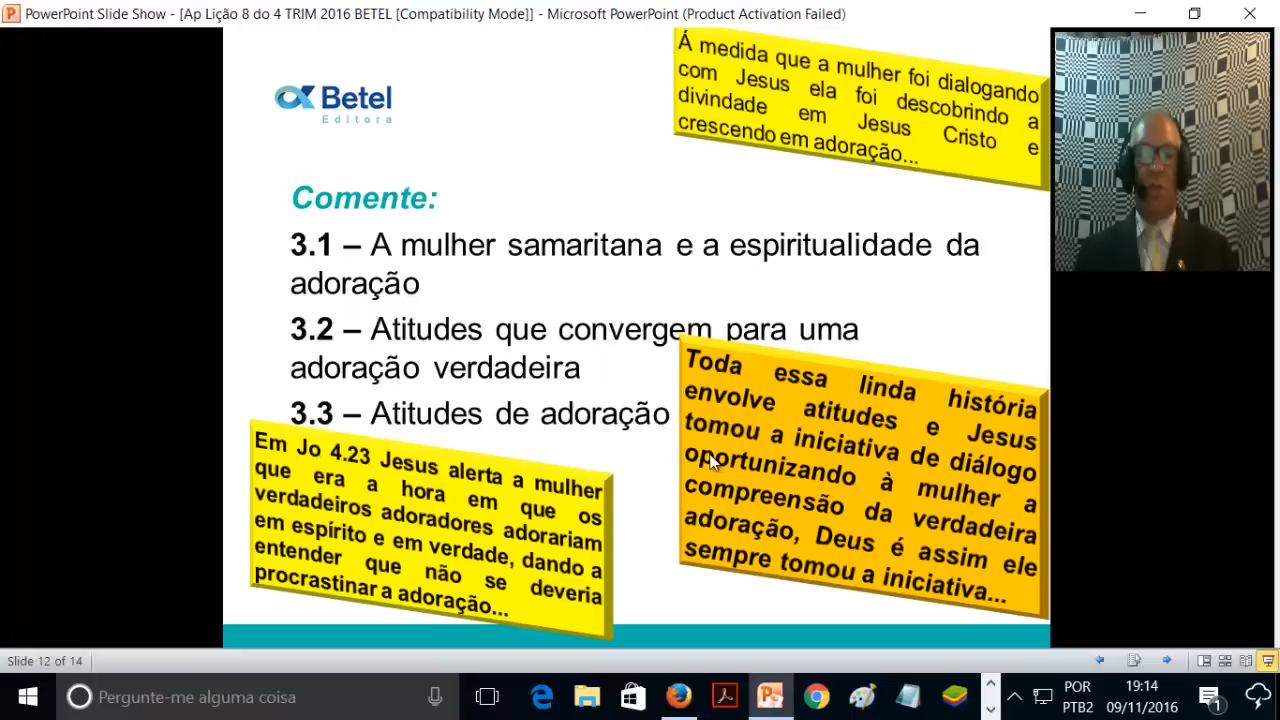 PowerPoint Slide Show - [Ap Lição 8 do 4 TRIM 2016 BETEL [Compatibility Mode]] - Microsoft PowerPoint (Product Activation Failed)
Betel
Editora
Á medida que a mulher foi dialogando
com Jesus ela foi descobrindo a
divindade em Jesus Cristo e
crescendo em adoração...
Comente:
3.1 – A mulher samaritana e a espiritualidade da
adoração
3.2 – Atitudes que convergem para uma
adoração verdadeira
3.3 – Atitudes de adoração
Toda essa linda história
envolve atitudes e Jesus
tomou a iniciativa de diálogo
oportunizando à mulher a
compreensão da verdadeira
adoração, Deus é assim ele
sempre tomou a iniciativa...
Em Jo 4.23 Jesus alerta a mulher
que era a hora em que os
verdadeiros adoradores adorariam
em espírito e em verdade, dando a
entender que não se deveria
procrastinar a adoração...
Slide 12 of 14
Pergunte-me alguma coisa
POR
PTB2
19:14
09/11/2016
1